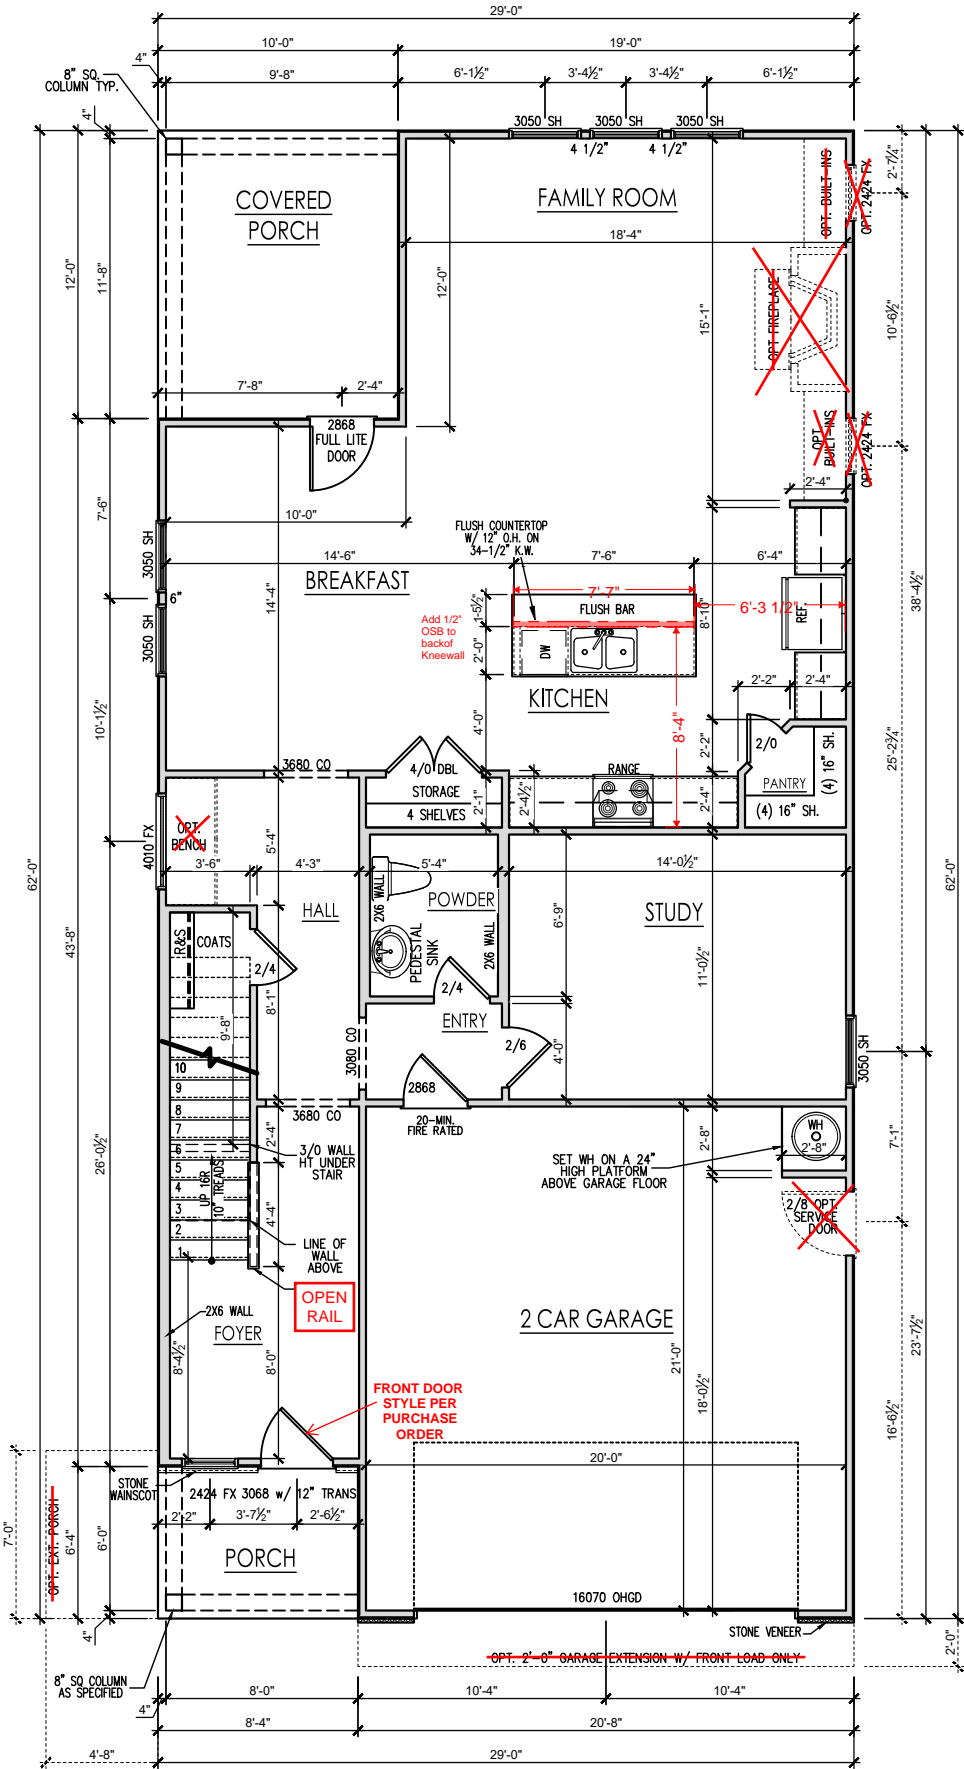 29'-0"
10'-0"
19'-0"
4"
9'-8"
6'-1½"
3'-4½"
3'-4½"
6'-1½"
8" SQ.
COLUMN TYP.
4"
3050 SH
3050 SH
3050 SH
4 1/2"
4 1/2"
COVERED
PORCH
FAMILY ROOM
18'-4"
OPT. BUILT-INS
OPT. 2424 FX
2'-7¼"
12'-0"
11'-8"
12'-0"
15'-1"
OPT FIREPLACE
10'-6½"
7'-8"
2'-4"
2868
FULL LITE
DOOR
OPT
BUILT-INS
OPT. 2424 FX
2'-4"
7'-6"
10'-0"
FLUSH COUNTERTOP
W/ 12" O.H. ON
34-1/2" K.W.
3050 SH
14'-6"
7'-6"
6'-4"
BREAKFAST
14'-4"
6"
7'-7"
FLUSH BAR
1'-5½"
8'-10"
6'-3 1/2"
REF
38'-4½"
Add 1/2"
OSB to
backof
Kneewall
3050 SH
2'-0"
DW
KITCHEN
2'-2"
2'-4"
10'-1½"
4'-0"
8'-4"
2'-2"
2/0
25'-2¾"
3680 CO
4/0 DBL
STORAGE
4 SHELVES
2'-1"
2'-4½"
RANGE
2'-4"
PANTRY
(4) 16" SH.
(4) 16" SH.
4010 FX
OPT.
BENCH
5'-4"
3'-6"
4'-3"
5'-4"
14'-0½"
62'-0"
43'-8"
62'-0"
HALL
2X6 WALL
POWDER
PEDESTAL
SINK
2X6 WALL
6'-9"
STUDY
11'-0½"
R&S
COATS
2/4
8'-1"
2/4
9'-8"
ENTRY
3080 CO
2/6
4'-0"
3050 SH
10
9
8
7
6
5
4
3
2
1
UP 16R
10" TREADS
2868
20-MIN.
FIRE RATED
3680 CO
2'-4"
3/0 WALL
HT UNDER
STAIR
26'-0½"
4'-4"
LINE OF
WALL
ABOVE
SET WH ON A 24"
HIGH PLATFORM
ABOVE GARAGE FLOOR
2'-8"
WH
2'-8"
7'-1"
2/8 OPT
SERVICE
DOOR
OPEN
RAIL
2X6 WALL
FOYER
8'-4½"
8'-0"
2 CAR GARAGE
21'-0"
18'-0½"
23'-7½"
16'-6½"
FRONT DOOR
STYLE PER
PURCHASE
ORDER
20'-0"
STONE
WAINSCOT
2424 FX 3068 w/ 12" TRANS
2'-2"
3'-7½"
2'-6½"
7'-0"
OPT. EXT. PORCH
6'-4"
6'-0"
PORCH
16070 OHGD
STONE VENEER
4"
OPT. 2'-0" GARAGE EXTENSION W/ FRONT LOAD ONLY
2'-0"
8" SQ COLUMN
AS SPECIFIED
4"
8'-0"
10'-4"
10'-4"
8'-4"
20'-8"
4'-8"
29'-0"